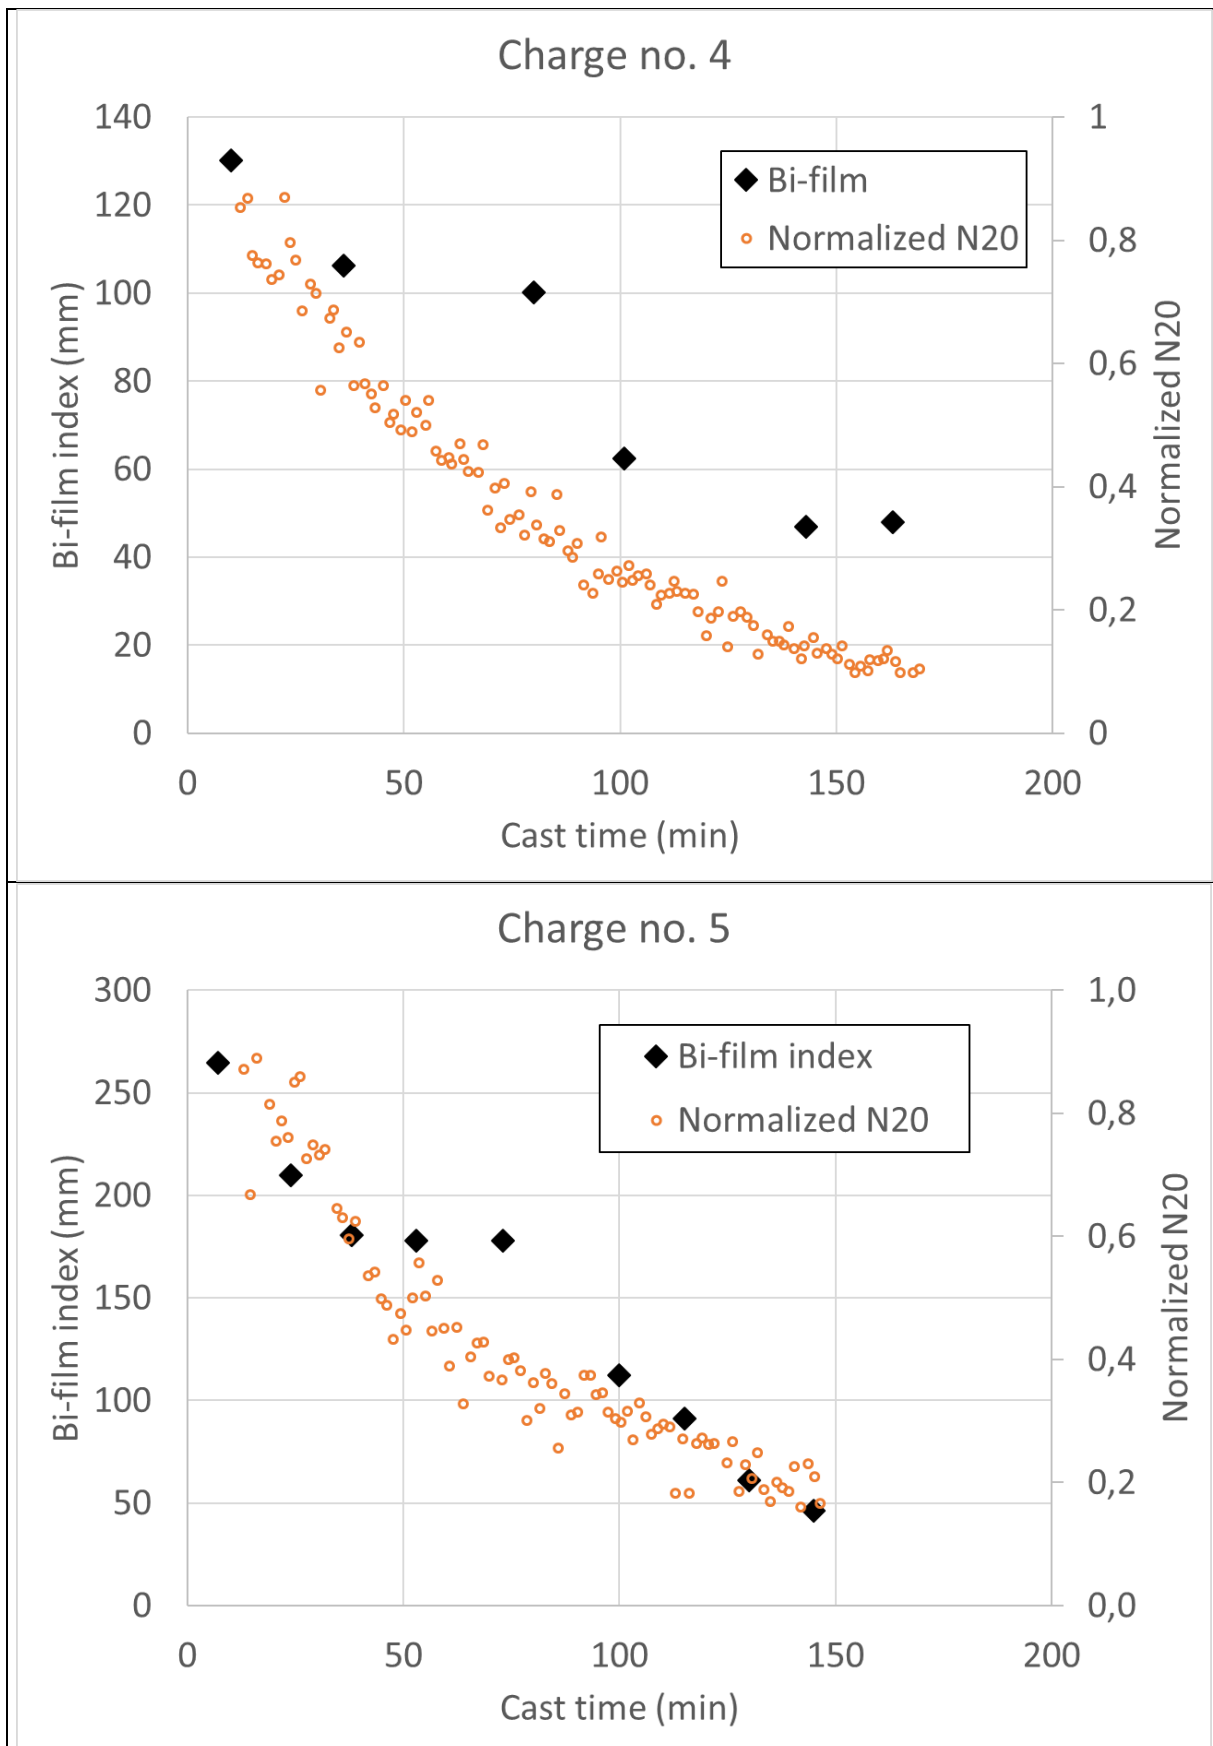 Charge no. 4
140
120
100
80
60
40
20
0
Bi-film index (mm)
1
0,8
0,6
0,4
0,2
0
Normalized N20
Bi-film
Normalized N20
0 50 100 150 200
Cast time (min)
Charge no. 5
300
250
200
150
100
50
0
Bi-film index (mm)
1,0
0,8
0,6
0,4
0,2
0,0
Normalized N20
Bi-film index
Normalized N20
0 50 100 150 200
Cast time (min)